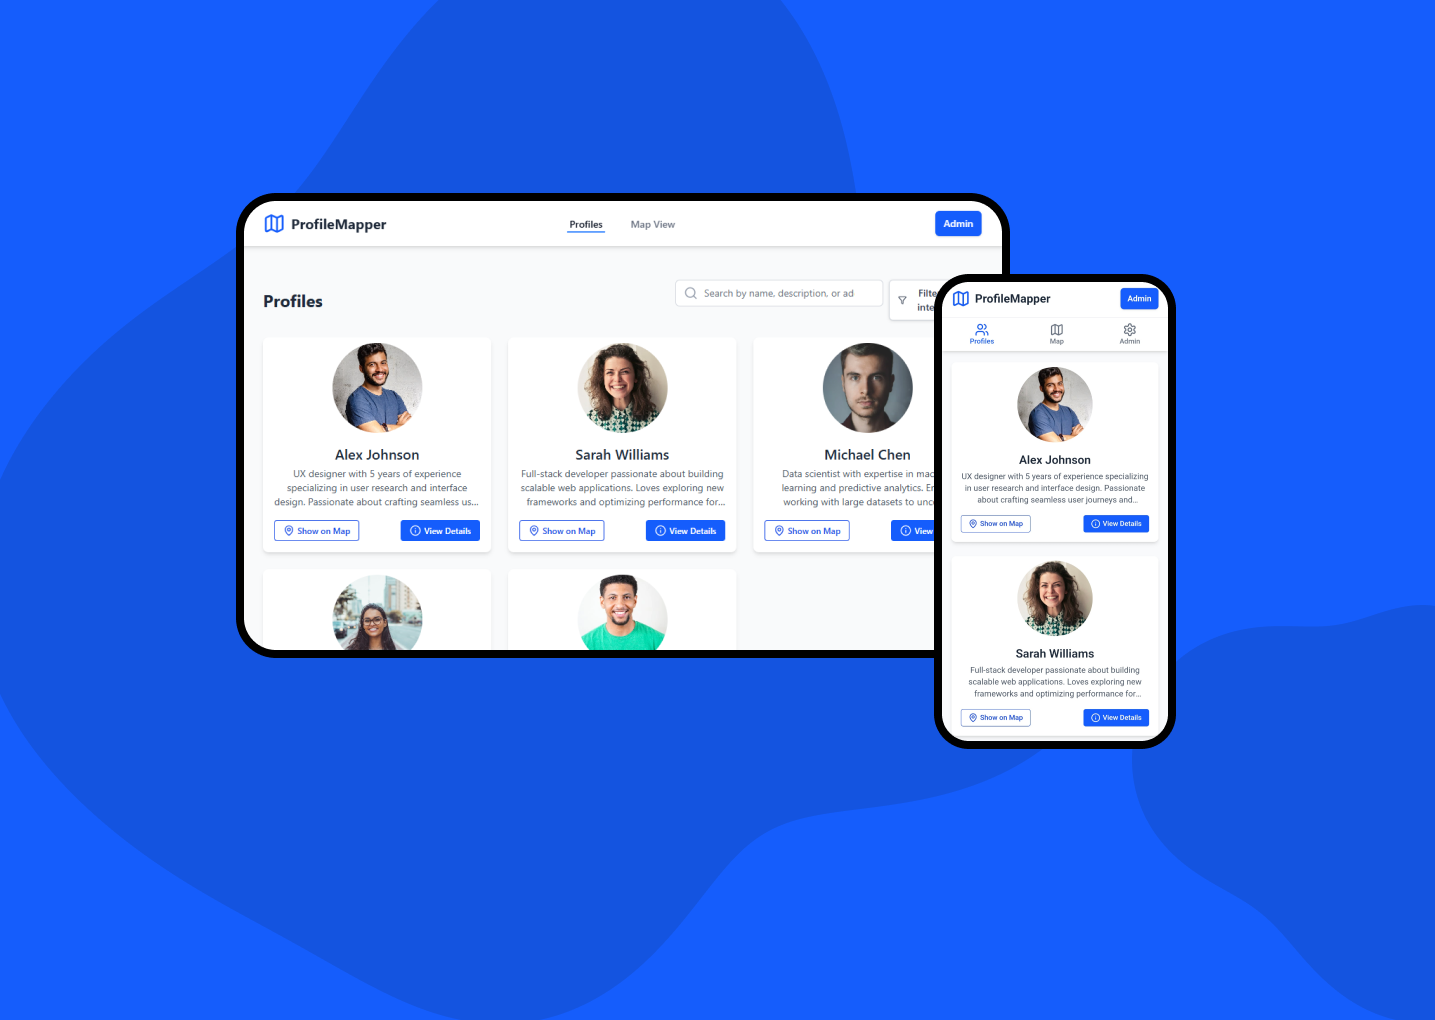 ProfileMapper
Profiles
Map View
Admin
Profiles
Search by name, description, or ad
Alex Johnson
UX designer with 5 years of experience
specializing in user research and interface
design. Passionate about crafting seamless us...
Show on Map
View Details
Sarah Williams
Full-stack developer passionate about building
scalable web applications. Loves exploring new
frameworks and optimizing performance for...
Show on Map
View Details
Michael Chen
Data scientist with expertise in
learning and predictive analytics.
working with large datasets to
Show on Map
View
ProfileMapper
Admin
Profiles
Map
Admin
Alex Johnson
UX designer with 5 years of experience specializing
in user research and interface design. Passionate
about crafting seamless user journeys and...
Show on Map
View Details
Sarah Williams
Full-stack developer passionate about building
scalable web applications. Loves exploring new
frameworks and optimizing performance for...
Show on Map
View Details